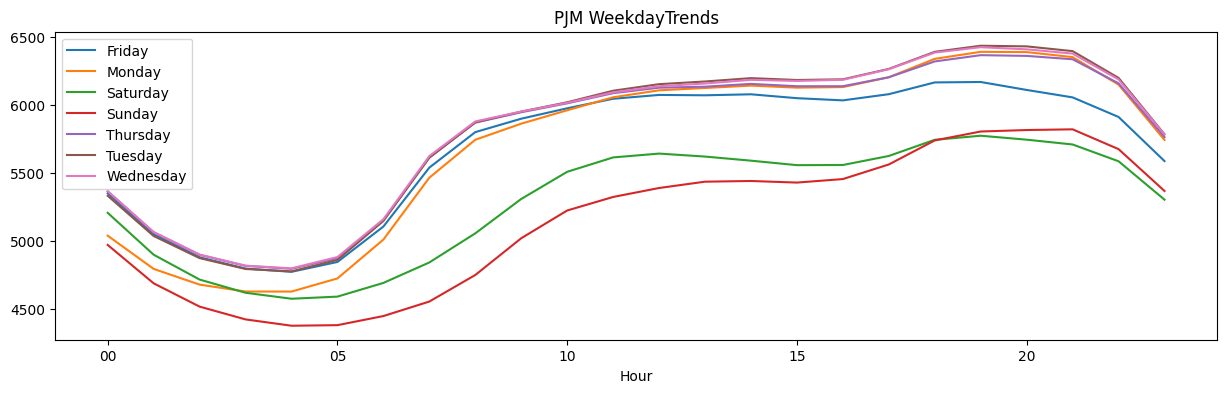 PJM WeekdayTrends
Friday
Monday
Saturday
Sunday
Thursday
Tuesday
Wednesday
6500
6000
5500
5000
4500
00 05 10 15 20
Hour